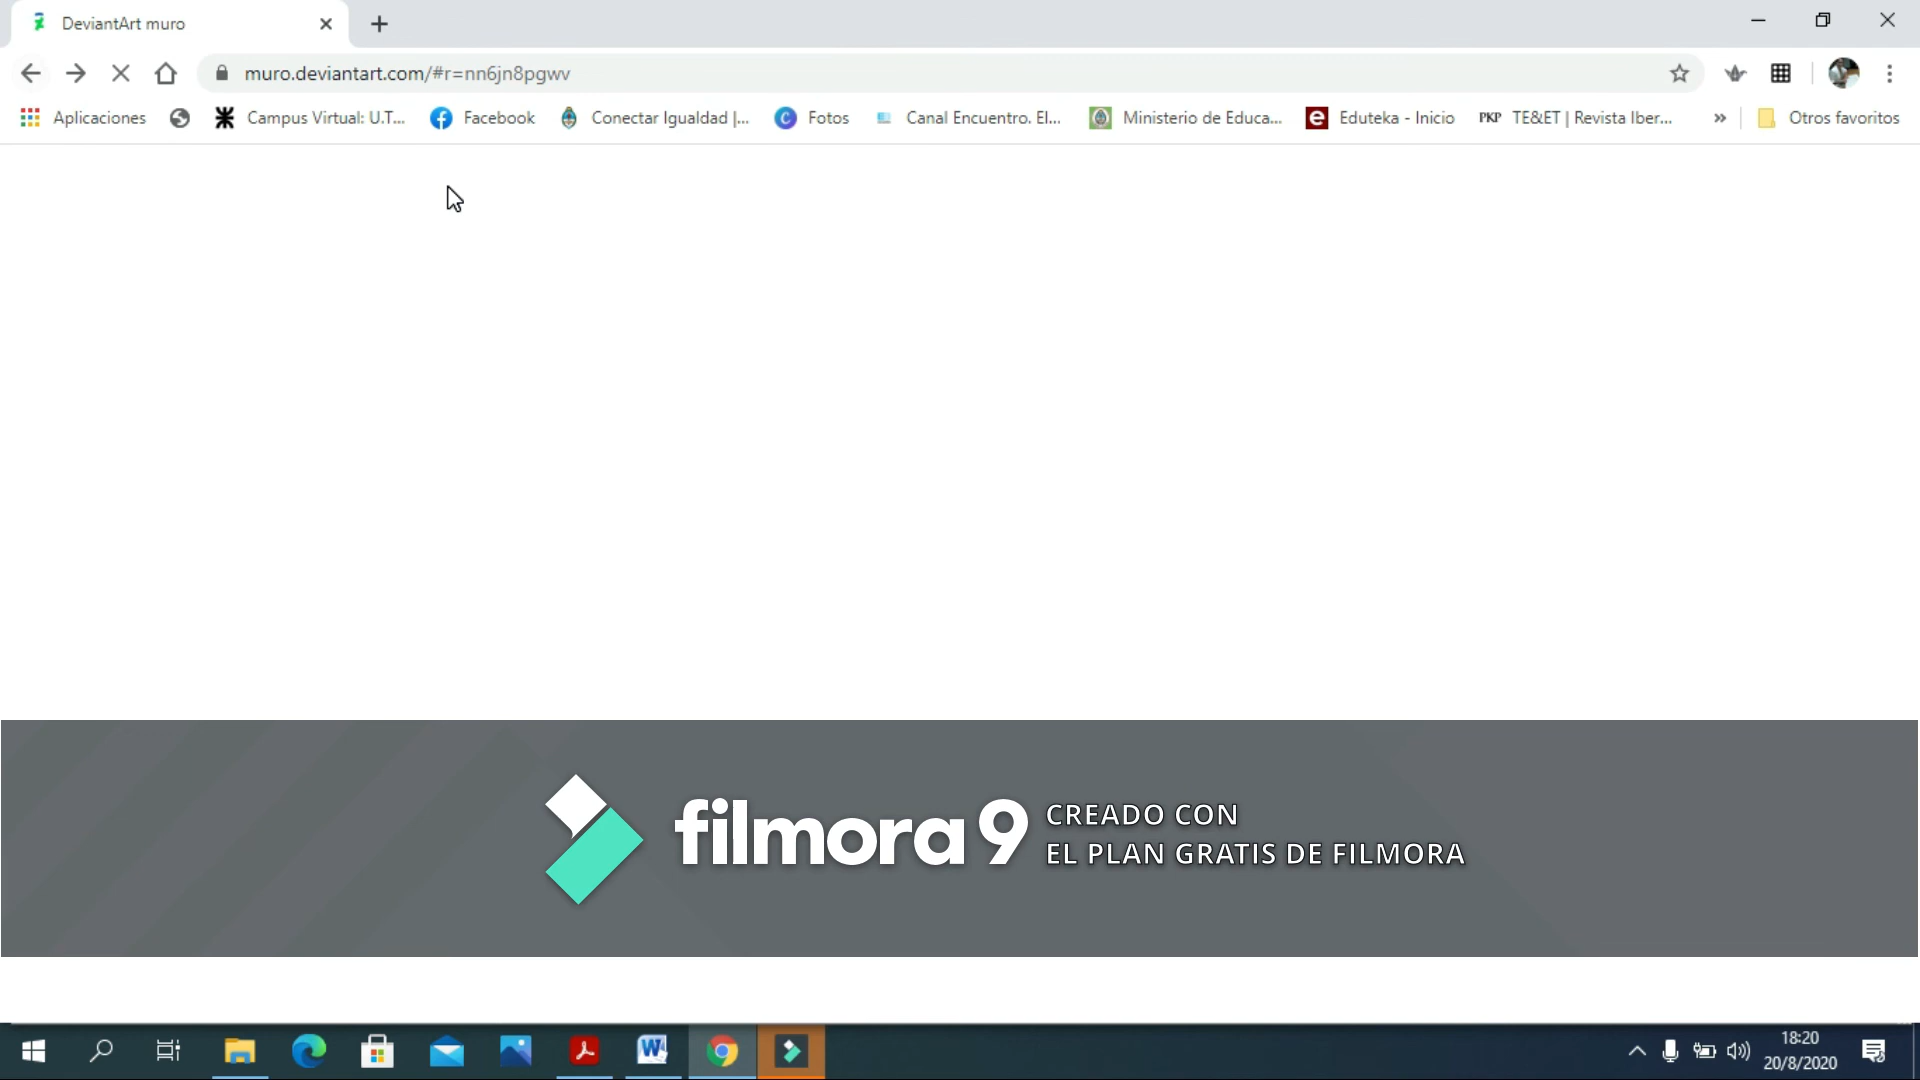 DeviantArt muro
muro.deviantart.com/#r=nn6jn8pgwv
Aplicaciones
Campus Virtual: U.T...
Facebook
Conectar Igualdad |...
Fotos
Canal Encuentro. El...
Ministerio de Educa...
Eduteka - Inicio
PKP TE&ET | Revista Iber...
»
Otros favoritos
filmora 9
CREADO CON
EL PLAN GRATIS DE FILMORA
18:20
20/8/2020